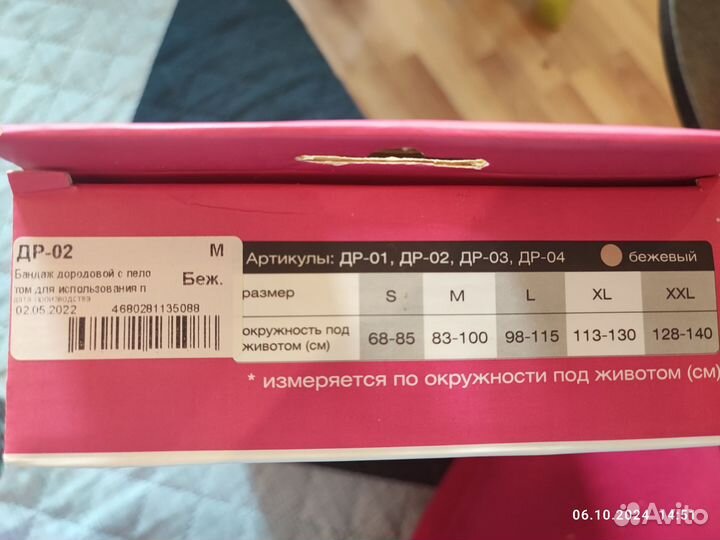 ДР-02 М
Бандаж дородовой с пело
том для использования п
Беж.
дата производства
02.05.2022 4680281135088
Артикулы: ДР-01, ДР-02, ДР-03, ДР-04 бежевый
размер S M L XL XXL
окружность под
животом (см) 68-85 83-100 98-115 113-130 128-140
* измеряется по окружности под животом (см)
06.10.2024 14:51
Avito